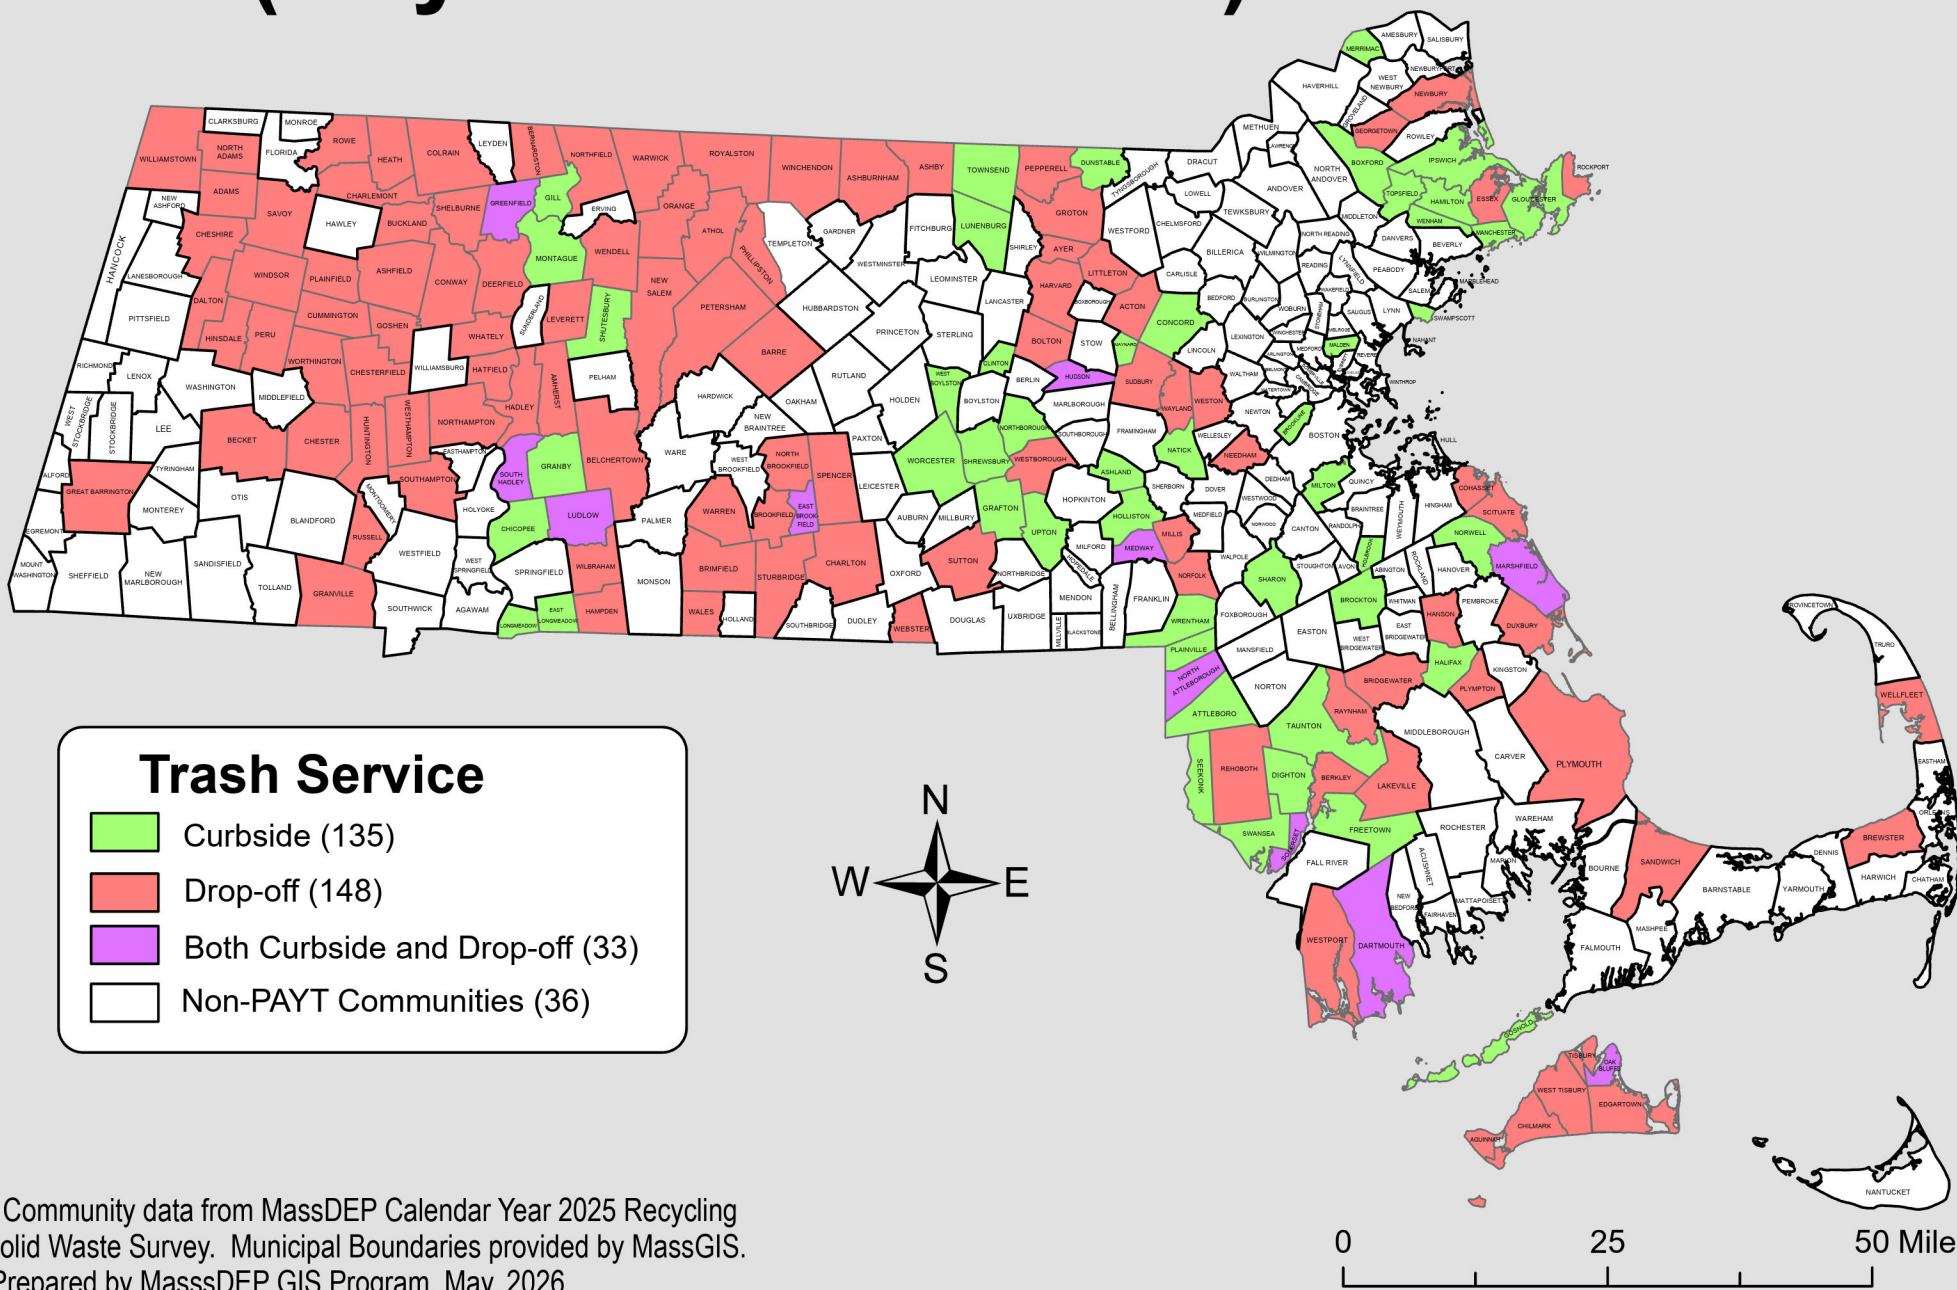 AMESBURY
SALISBURY
MERRIMAC
NEWBURYPORT
WEST
NEWBURY
HAVERHILL
NEWBURY
GROVELAND
GEORGETOWN
ROWLEY
METHUEN
LAWRENCE
BOXFORD
IPSWICH
ROCKPORT
CLARKSBURG
MONROE
WILLIAMSTOWN
NORTH
ADAMS
FLORIDA
ROWE
HEATH
COLRAIN
LEYDEN
BERNARDSTON
NORTHFIELD
WARWICK
ROYALSTON
WINCHENDON
ASHBURNHAM
ASHBY
TOWNSEND
PEPPERELL
DUNSTABLE
TYNGSBOROUGH
DRACUT
NORTH
ANDOVER
ANDOVER
TOPSFIELD
HAMILTON
ESSEX
GLOUCESTER
WENHAM
MANCHESTER
NEW
ASHFORD
ADAMS
SAVOY
CHARLEMONT
HAWLEY
BUCKLAND
SHELBURNE
GREENFIELD
GILL
ERVING
ORANGE
ATHOL
PHILLIPSTON
TEMPLETON
GARDNER
WESTMINSTER
FITCHBURG
LUNENBURG
SHIRLEY
GROTON
AYER
WESTFORD
CHELMSFORD
LOWELL
TEWKSBURY
MIDDLETON
NORTH READING
DANVERS
BEVERLY
HANCOCK
CHESHIRE
LANESBOROUGH
WINDSOR
PLAINFIELD
ASHFIELD
CONWAY
DEERFIELD
MONTAGUE
WENDELL
NEW
SALEM
PETERSHAM
HUBBARDSTON
LEOMINSTER
LANCASTER
HARVARD
LITTLETON
BOXBOROUGH
ACTON
CARLISLE
BILLERICA
WILMINGTON
READING
LYNNFIELD
PEABODY
SALEM
MARBLEHEAD
DALTON
PITTSFIELD
HINSDALE
PERU
CUMMINGTON
GOSHEN
WHATELY
SUNDERLAND
LEVERETT
SHUTESBURY
BARRE
PRINCETON
STERLING
BOLTON
STOW
MAYNARD
CONCORD
BEDFORD
BURLINGTON
WOBURN
STONEHAM
WAKEFIELD
SAUGUS
LYNN
SWAMPSCOTT
NAHANT
RICHMOND
LENOX
WASHINGTON
MIDDLEFIELD
WORTHINGTON
CHESTERFIELD
WILLIAMSBURG
HATFIELD
AMHERST
PELHAM
HARDWICK
OAKHAM
RUTLAND
HOLDEN
WEST
BOYLSTON
CLINTON
BERLIN
HUDSON
SUDBURY
LINCOLN
LEXINGTON
WINCHESTER
MELROSE
MALDEN
MEDFORD
ARLINGTON
REVERE
WINTHROP
WEST
STOCKBRIDGE
STOCKBRIDGE
LEE
BECKET
CHESTER
HUNTINGTON
WESTHAMPTON
NORTHAMPTON
HADLEY
NEW
BRAINTREE
BOYLSTON
MARLBOROUGH
NORTHBOROUGH
SOUTHBOROUGH
FRAMINGHAM
WAYLAND
WESTON
WALTHAM
BELMONT
WATERTOWN
CAMBRIDGE
NEWTON
BROOKLINE
BOSTON
WELLESLEY
NATICK
NEEDHAM
HULL
ALFORD
GREAT BARRINGTON
TYRINGHAM
MONTEREY
OTIS
BLANDFORD
MONTGOMERY
RUSSELL
EASTHAMPTON
SOUTHAMPTON
HOLYOKE
SOUTH
HADLEY
GRANBY
BELCHERTOWN
WARE
WEST
BROOKFIELD
NORTH
BROOKFIELD
SPENCER
PAXTON
LEICESTER
WORCESTER
SHREWSBURY
WESTBOROUGH
ASHLAND
HOPKINTON
SHERBORN
DOVER
DEDHAM
WESTWOOD
MILTON
QUINCY
COHASSET
HINGHAM
WEYMOUTH
BRAINTREE
RANDOLPH
SCITUATE
EGREMONT
MOUNT
WASHINGTON
SHEFFIELD
NEW
MARLBOROUGH
SANDISFIELD
TOLLAND
GRANVILLE
WESTFIELD
WEST
SPRINGFIELD
CHICOPEE
LUDLOW
SPRINGFIELD
WILBRAHAM
PALMER
WARREN
BROOKFIELD
EAST
BROOK-
FIELD
AUBURN
MILLBURY
GRAFTON
UPTON
HOLLISTON
MEDFIELD
MILLIS
MEDWAY
MILFORD
HOPEDALE
NORWOOD
CANTON
WALPOLE
SHARON
STOUGHTON
AVON
HOLBROOK
ABINGTON
ROCKLAND
NORWELL
HANOVER
MARSHFIELD
SOUTHWICK
AGAWAM
LONGMEADOW
EAST
LONGMEADOW
HAMPDEN
MONSON
BRIMFIELD
WALES
HOLLAND
STURBRIDGE
SOUTHBRIDGE
CHARLTON
DUDLEY
OXFORD
WEBSTER
SUTTON
DOUGLAS
NORTHBRIDGE
UXBRIDGE
MENDON
MILLVILLE
BLACKSTONE
BELLINGHAM
FRANKLIN
NORFOLK
WRENTHAM
FOXBOROUGH
PLAINVILLE
NORTH
ATTLEBOROUGH
MANSFIELD
EASTON
BROCKTON
WHITMAN
HANSON
PEMBROKE
DUXBURY
WEST
BRIDGEWATER
EAST
BRIDGEWATER
HALIFAX
KINGSTON
PLYMPTON
BRIDGEWATER
NORTON
ATTLEBORO
TAUNTON
RAYNHAM
MIDDLEBOROUGH
CARVER
PLYMOUTH
SEEKONK
REHOBOTH
DIGHTON
BERKLEY
LAKEVILLE
SWANSEA
SOMERSET
FREETOWN
FALL RIVER
ROCHESTER
WAREHAM
MARION
MATTAPOISETT
ACUSHNET
NEW
BEDFORD
FAIRHAVEN
WESTPORT
DARTMOUTH
PROVINCETOWN
TRURO
WELLFLEET
EASTHAM
ORLEANS
BREWSTER
DENNIS
HARWICH
CHATHAM
YARMOUTH
BARNSTABLE
SANDWICH
BOURNE
MASHPEE
FALMOUTH
GOSNOLD
TISBURY
OAK
BLUFFS
WEST TISBURY
EDGARTOWN
CHILMARK
AQUINNAH
NANTUCKET
Trash Service
Curbside (135)
Drop-off (148)
Both Curbside and Drop-off (33)
Non-PAYT Communities (36)
N
W
E
S
Community data from MassDEP Calendar Year 2025 Recycling
olid Waste Survey. Municipal Boundaries provided by MassGIS.
Prepared by MasssDEP GIS Program, May, 2026
0 25 50 Mile